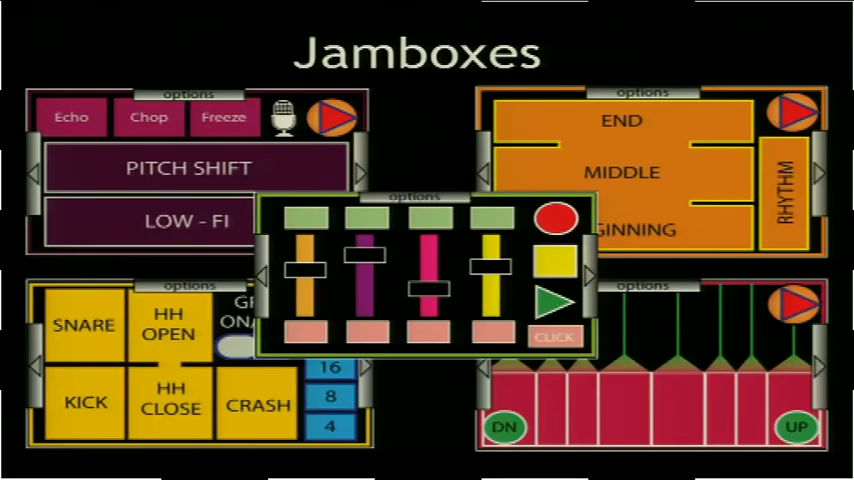 Jamboxes
options
Echo
Chop
Freeze
PITCH SHIFT
LOW - FI
options
END
MIDDLE
RHYTHM
options
CLICK
options
SNARE
HH
OPEN
KICK
HH
CLOSE
CRASH
16
8
4
options
DN
UP